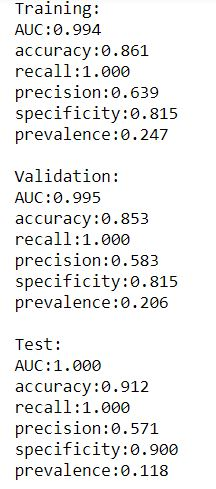 Training:
AUC:0.994
accuracy:0.861
recall:1.000
precision:0.639
specificity:0.815
prevalence:0.247
Validation:
AUC:0.995
accuracy:0.853
recall:1.000
precision:0.583
specificity:0.815
prevalence:0.206
Test:
AUC:1.000
accuracy:0.912
recall:1.000
precision:0.571
specificity:0.900
prevalence:0.118